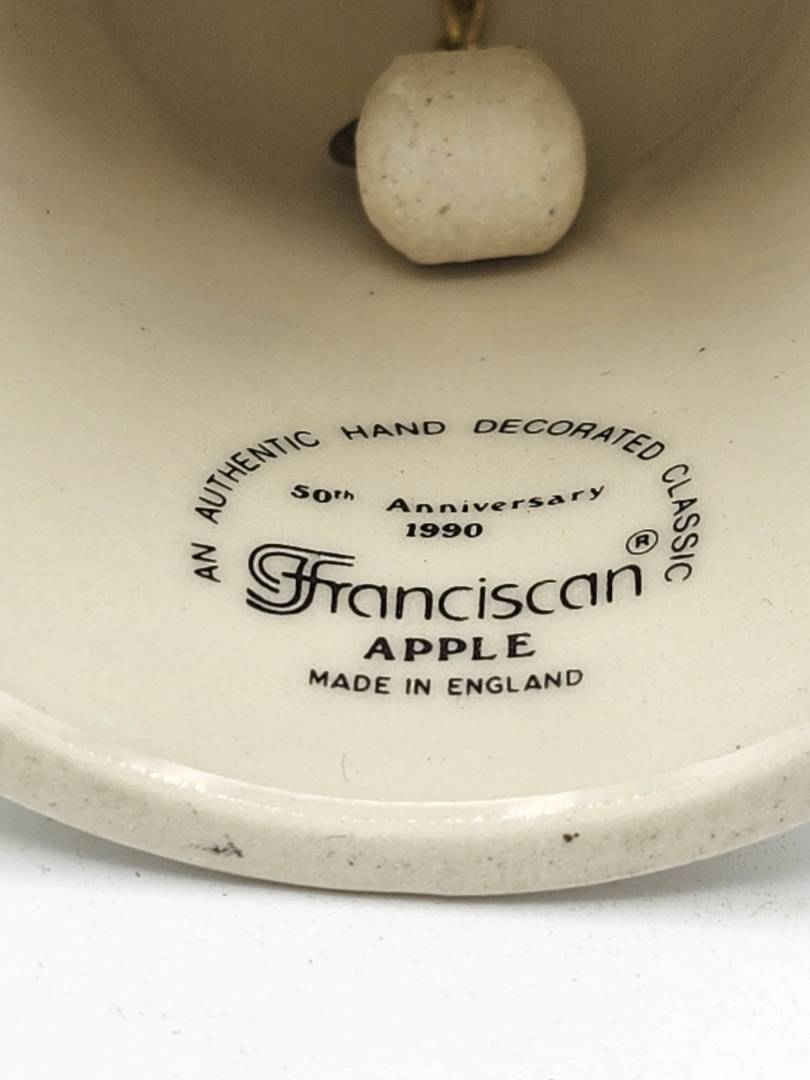 AN AUTHENTIC HAND DECORATED CLASSIC
50th Anniversary
1990
Franciscan®
APPLE
MADE IN ENGLAND